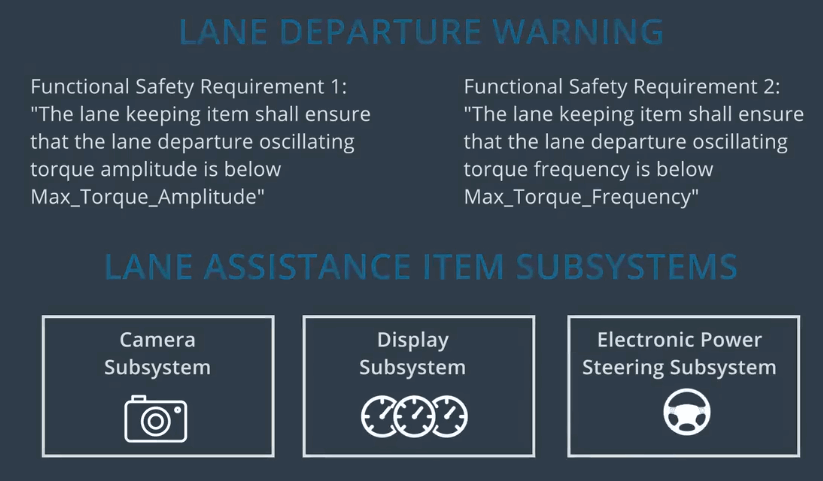 LANE DEPARTURE WARNING
Functional Safety Requirement 1:
"The lane keeping item shall ensure
that the lane departure oscillating
torque amplitude is below
Max_Torque_Amplitude"
Functional Safety Requirement 2:
"The lane keeping item shall ensure
that the lane departure oscillating
torque frequency is below
Max_Torque_Frequency"
LANE ASSISTANCE ITEM SUBSYSTEMS
Camera
Subsystem
Display
Subsystem
Electronic Power
Steering Subsystem